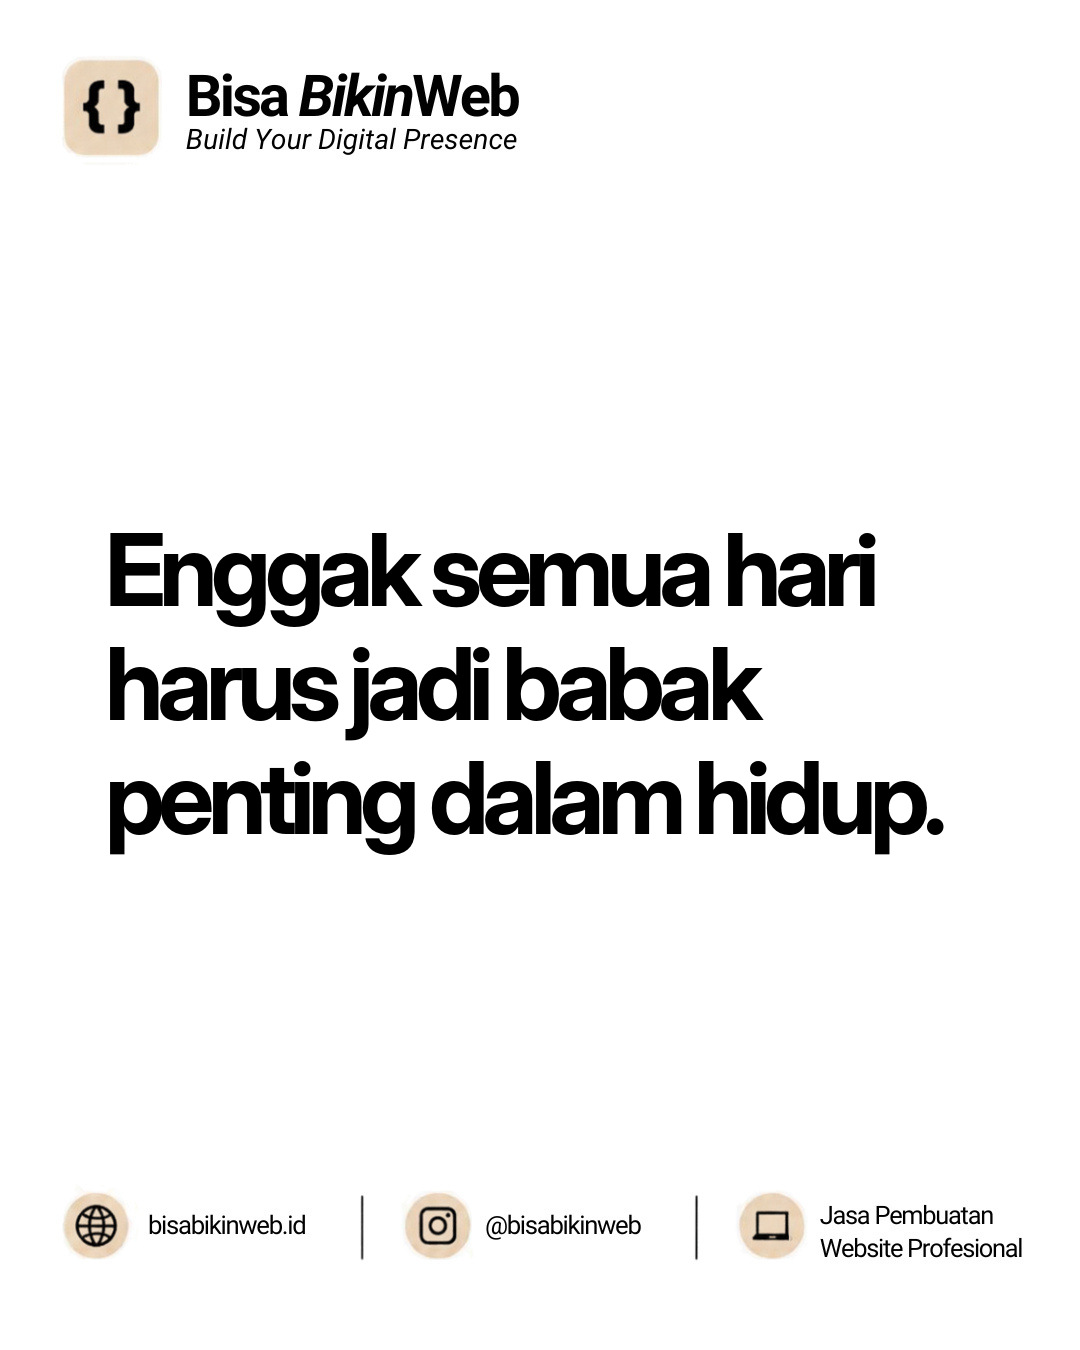 { }
Bisa BikinWeb
Build Your Digital Presence
Enggak semua hari
harus jadi babak
penting dalam hidup.
bisabikinweb.id
@bisabikinweb
Jasa Pembuatan
Website Profesional